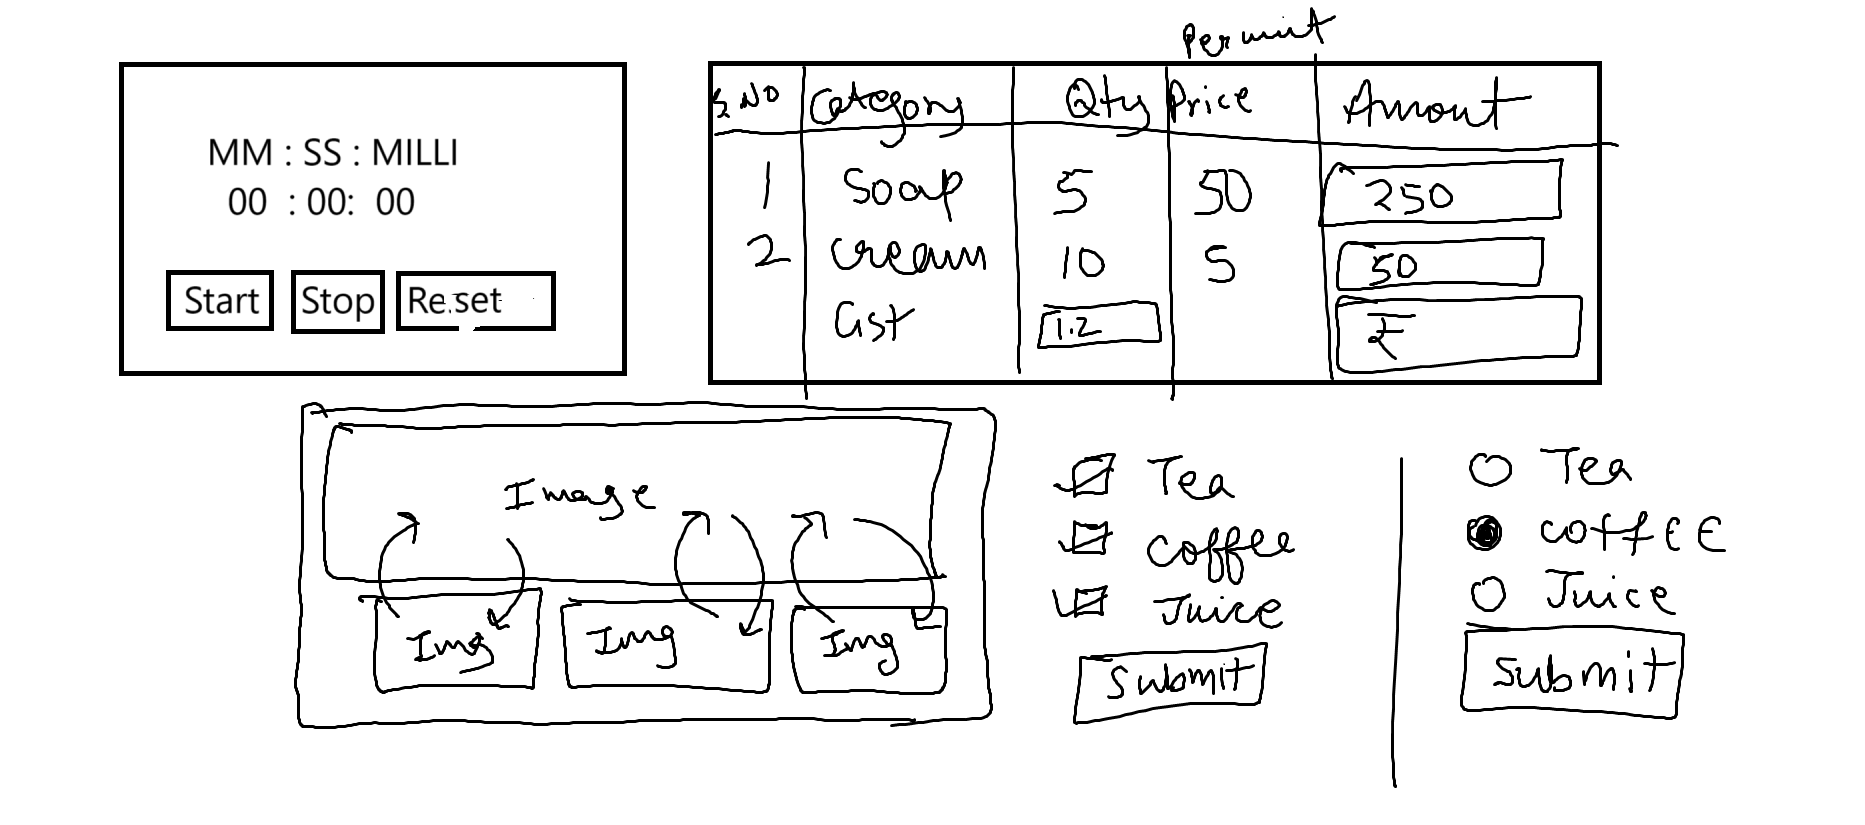 MM : SS : MILLI
00 : 00: 00
Start Stop Reset
Per unit
S.No Category Qty Price Amout
1 Soap 5 50 250
2 Cream 10 5 50
Gst 1.2 ₹
Image
Img Img Img
Tea
Coffee
Juice
Submit
Tea
COFFEE
Juice
Submit